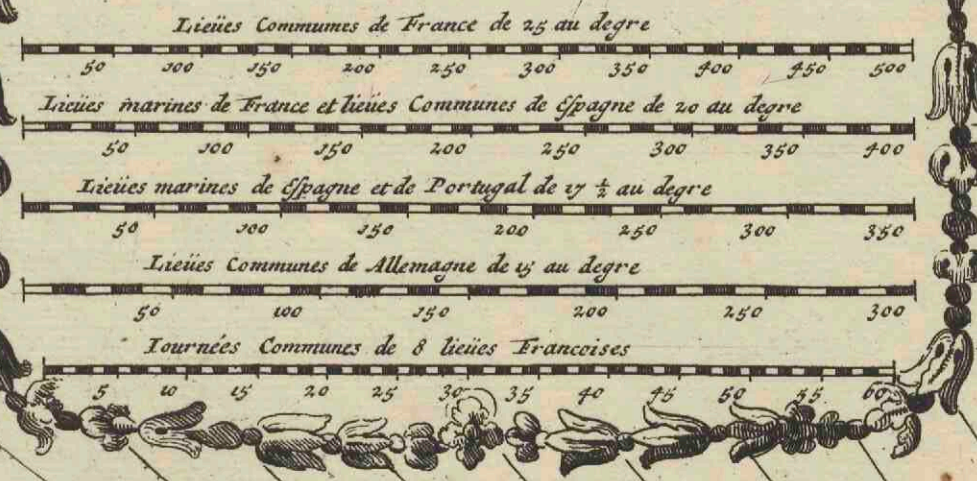 Lieües Communes de France de 25 au degre
50 100 150 200 250 300 350 400 450 500
Lieües marines de France et lieües Communes de Espagne de 20 au degre
50 100 150 200 250 300 350 400
Lieües marines de Espagne et de Portugal de 17 ½ au degre
50 100 150 200 250 300 350
Lieües Communes de Allemagne de 15 au degre
50 100 150 200 250 300
Journées Communes de 8 lieües Francoises
5 10 15 20 25 30 35 40 45 50 55 60